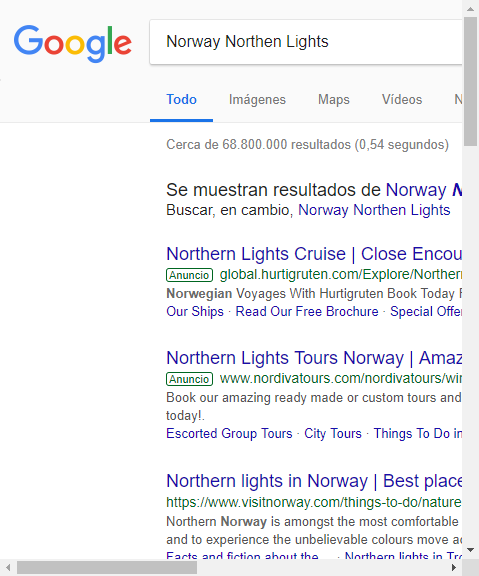 Google
Norway Northen Lights
Todo Imágenes Maps Vídeos N
Cerca de 68.800.000 resultados (0,54 segundos)
Se muestran resultados de Norway N
Buscar, en cambio, Norway Northen Lights
Northern Lights Cruise | Close Encou
Anuncio global.hurtigruten.com/Explore/Northern
Norwegian Voyages With Hurtigruten Book Today F
Our Ships · Read Our Free Brochure · Special Offe
Northern Lights Tours Norway | Amaz
Anuncio www.nordivatours.com/nordivatours/win
Book our amazing ready made or custom tours and
today!.
Escorted Group Tours · City Tours · Things To Do in
Northern lights in Norway | Best place
https://www.visitnorway.com/things-to-do/nature
Northern Norway is amongst the most comfortable
and to experience the unbelievable colours move ac
Facts and fiction about the ... · Northern lights in Tro